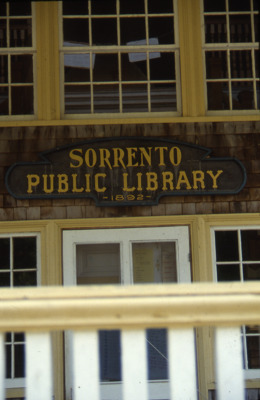 SORRENTO
PUBLIC LIBRARY
-1892-